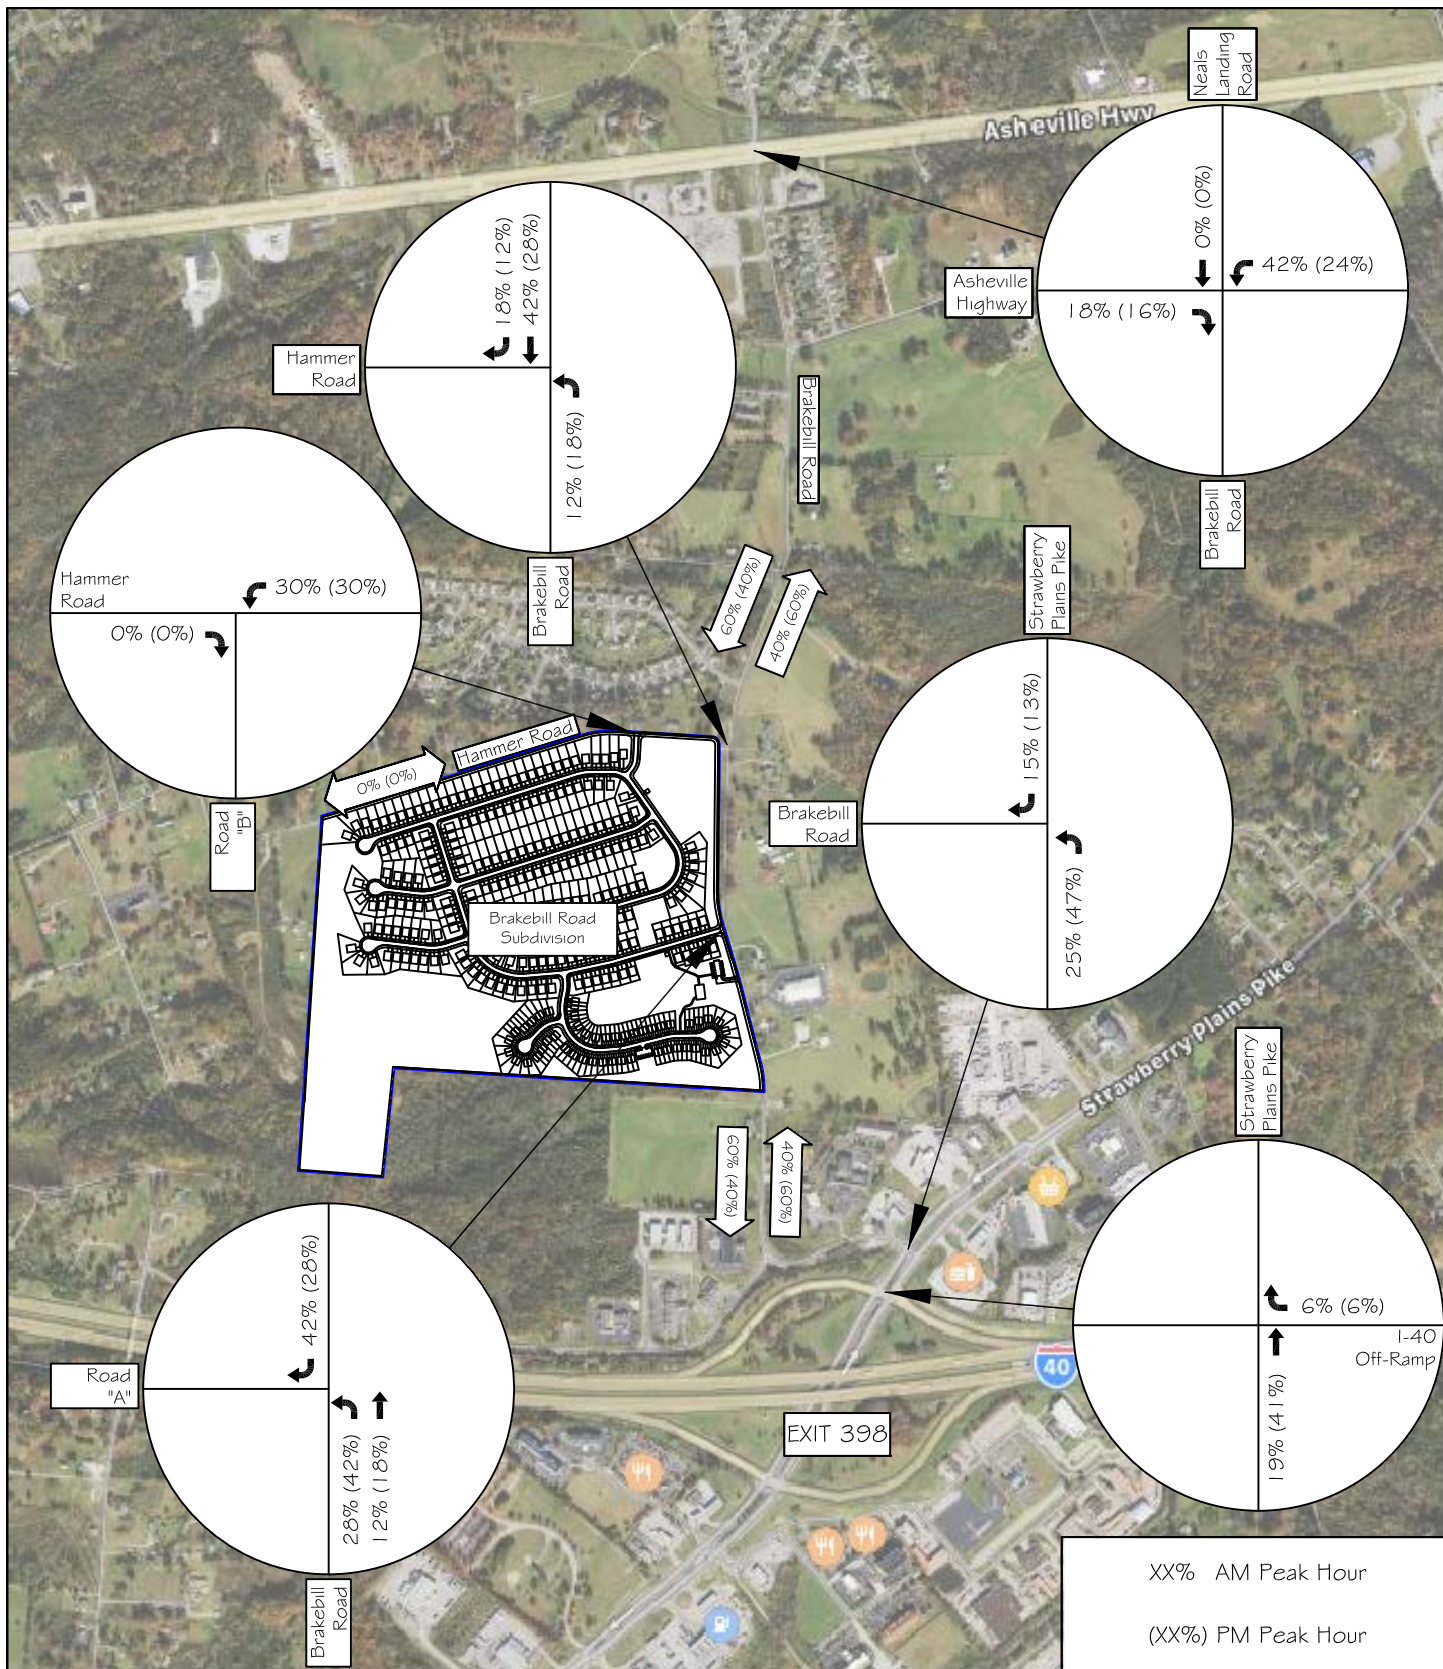 Neals
Landing
Road
Asheville Hwy
0% (0%)
42% (24%)
18% (16%)
Asheville
Highway
Brakebill
Road
18% (12%)
42% (28%)
12% (18%)
Hammer
Road
Brakebill
Road
Brakebill Road
Hammer
Road
30% (30%)
0% (0%)
Road
"B"
60% (40%)
40% (60%)
Strawberry
Plains Pike
15% (13%)
25% (47%)
Brakebill
Road
Hammer Road
0% (0%)
Brakebill Road
Subdivision
Strawberry Plains Pike
60% (40%)
40% (60%)
Strawberry
Plains Pike
6% (6%)
19% (41%)
I-40
Off-Ramp
40
EXIT 398
42% (28%)
28% (42%)
12% (18%)
Road
"A"
Brakebill
Road
XX% AM Peak Hour
(XX%) PM Peak Hour